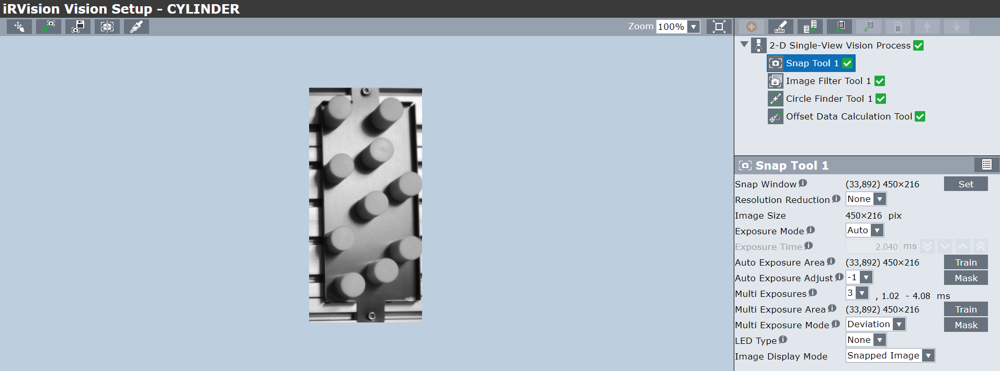 iRVision Vision Setup - CYLINDER
Zoom 100%
name
2-D Single-View Vision Process
Snap Tool 1
Image Filter Tool 1
Circle Finder Tool 1
Offset Data Calculation Tool
Snap Tool 1
Snap Window (33,892) 450×216 Set
Resolution Reduction None
Image Size 450×216 pix
Exposure Mode Auto
Exposure Time 2.040 ms
Auto Exposure Area (33,892) 450×216 Train
Auto Exposure Adjust -1 Mask
Multi Exposures 3 , 1.02 - 4.08 ms
Multi Exposure Area (33,892) 450×216 Train
Multi Exposure Mode Deviation Mask
LED Type None
Image Display Mode Snapped Image